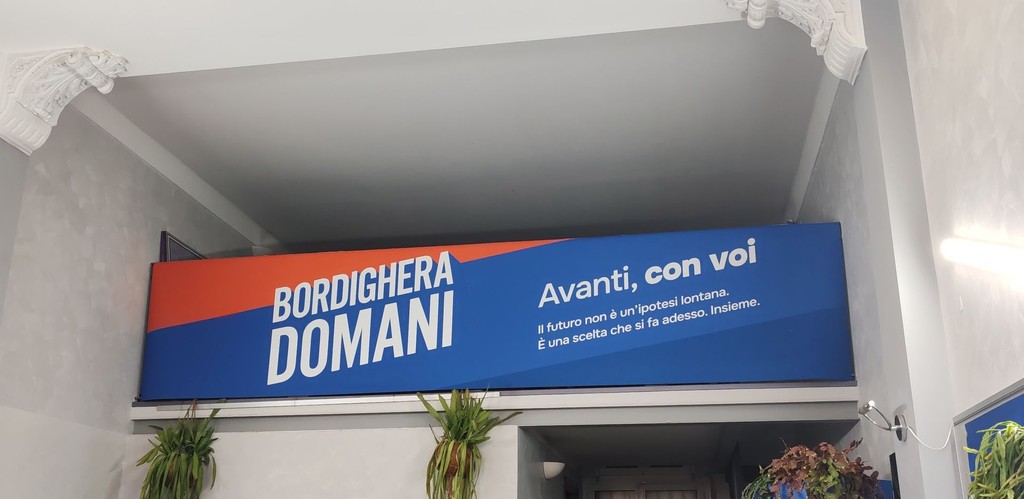 BORDIGHERA
DOMANI
Avanti, con voi
Il futuro non è un'ipotesi lontana.
È una scelta che si fa adesso. Insieme.